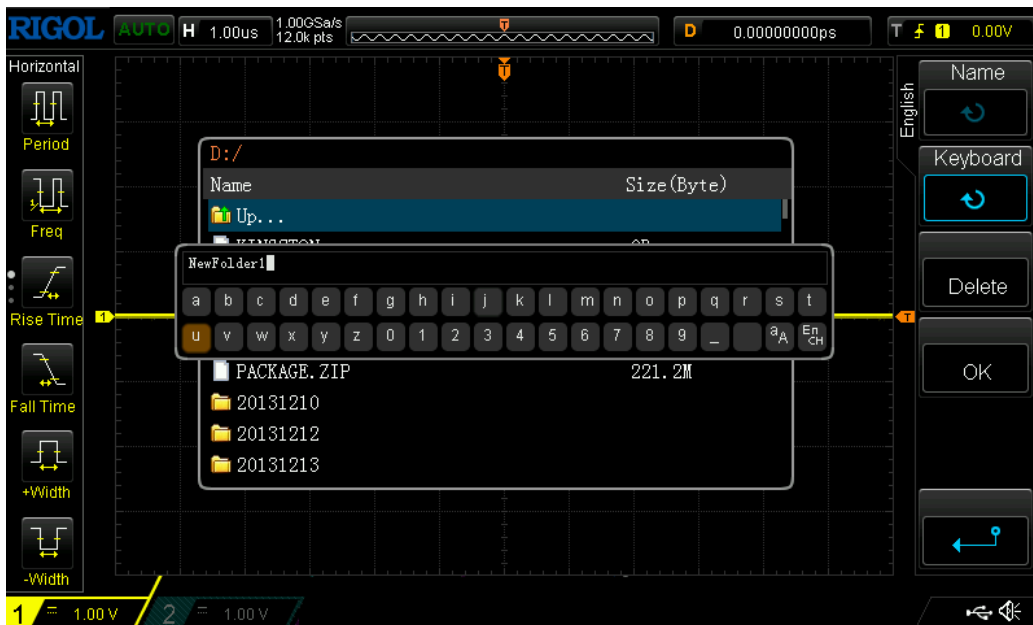 RIGOL AUTO H 1.00us 1.00GSa/s 12.0k pts T D 0.00000000ps T 1 0.00V
Horizontal
Period
Freq
Rise Time
Fall Time
+Width
-Width
T
D:/
Name Size(Byte)
Up...
KINGSTON 0B
NewFolder1
a b c d e f g h i j k l m n o p q r s t
u v w x y z 0 1 2 3 4 5 6 7 8 9 _ aA En CH
PACKAGE.ZIP 221.2M
20131210
20131212
20131213
1
T
English
Name
Keyboard
Delete
OK
1 1.00 V 2 1.00 V